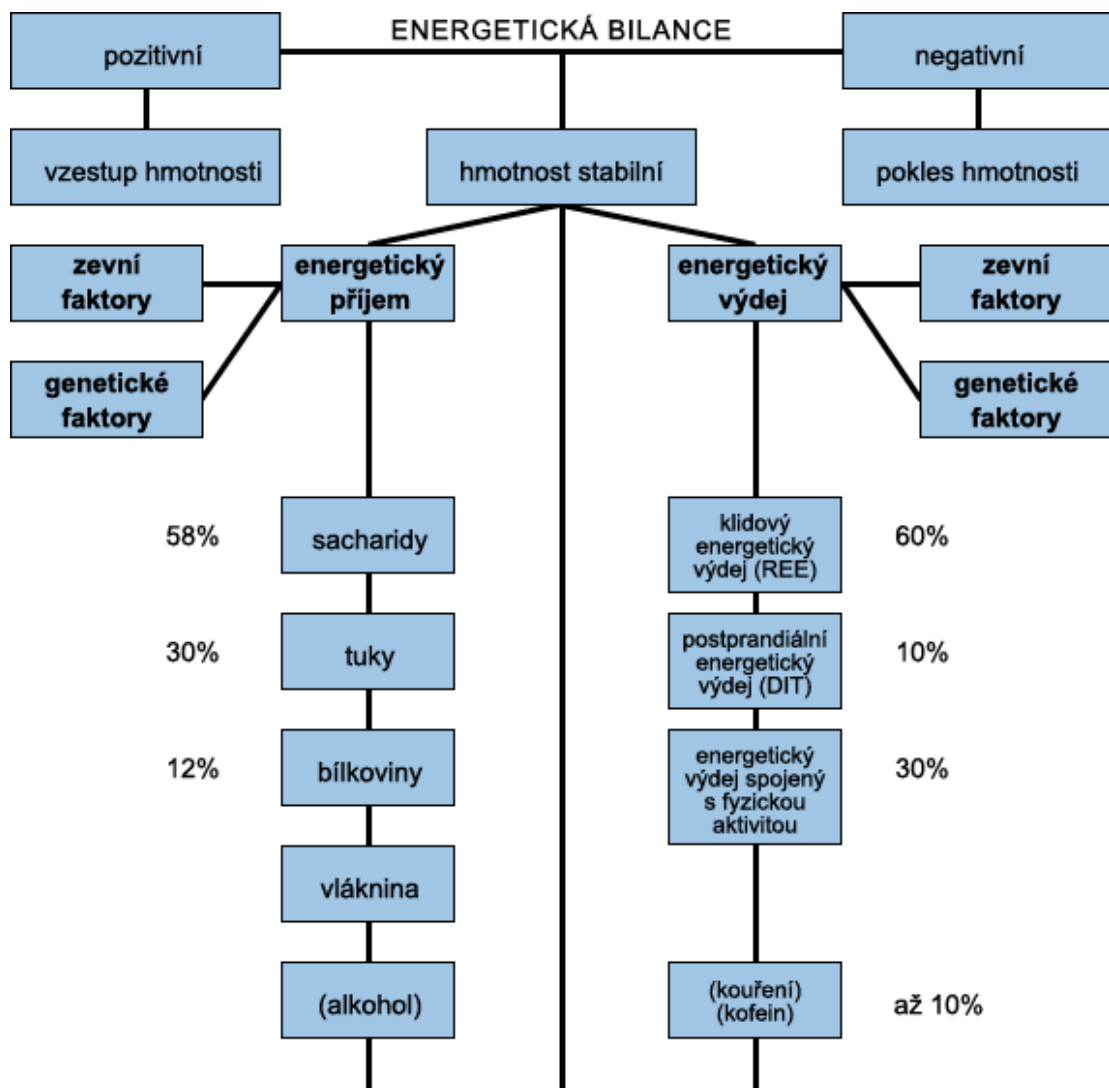 ENERGETICKÁ BILANCE
pozitivní
negativní
vzestup hmotnosti
hmotnost stabilní
pokles hmotnosti
zevní
faktory
energetický
příjem
energetický
výdej
zevní
faktory
genetické
faktory
genetické
faktory
58%
sacharidy
klidový
energetický
výdej (REE)
60%
30%
tuky
postprandiální
energetický
výdej (DIT)
10%
12%
bílkoviny
energetický
výdej spojený
s fyzickou
aktivitou
30%
vláknina
(alkohol)
(kouření)
(kofein)
až 10%